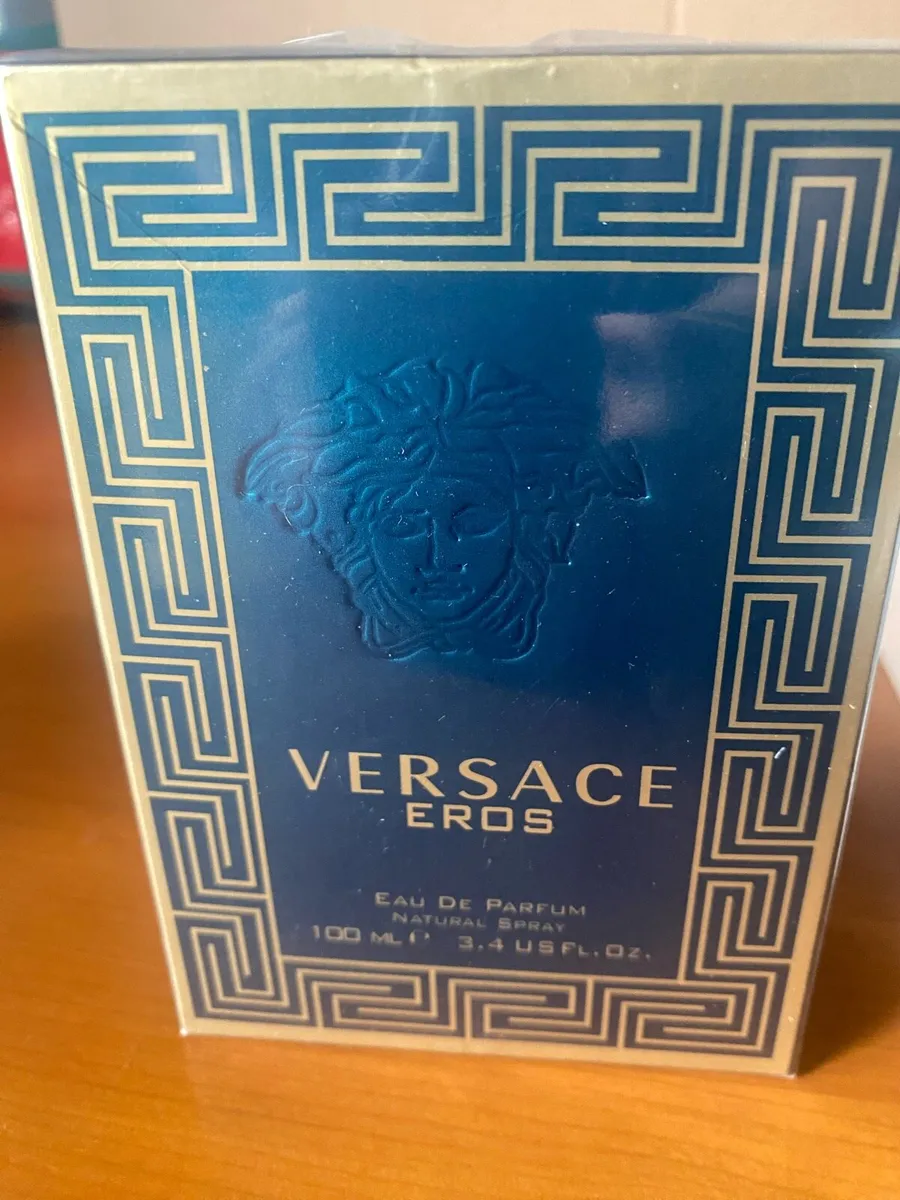 VERSACE
EROS
EAU DE PARFUM
NATURAL SPRAY
100 ML ℮ 3.4 US FL. OZ.